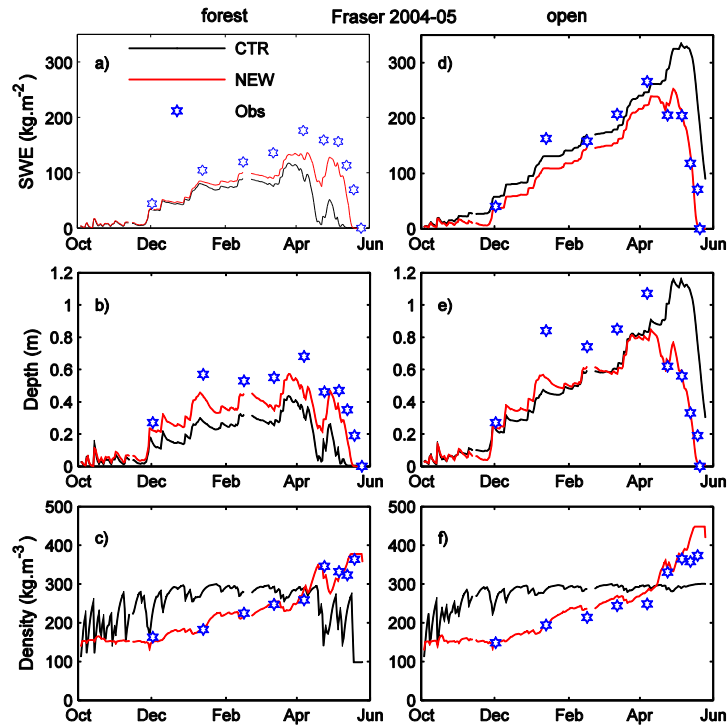 forest Fraser 2004-05 open
a) CTR NEW Obs
SWE (kg.m⁻²)
300
200
100
0
Oct Dec Feb Apr Jun
d)
300
200
100
0
Oct Dec Feb Apr Jun
b)
Depth (m)
1.2
1
0.8
0.6
0.4
0.2
0
Oct Dec Feb Apr Jun
e)
1.2
1
0.8
0.6
0.4
0.2
0
Oct Dec Feb Apr Jun
c)
Density (kg.m⁻³)
500
400
300
200
100
0
Oct Dec Feb Apr Jun
f)
500
400
300
200
100
0
Oct Dec Feb Apr Jun